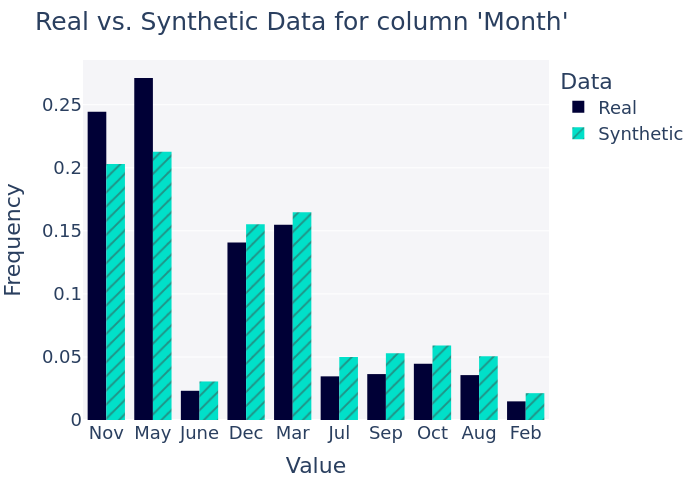 Real vs. Synthetic Data for column 'Month'
Data
Real
Synthetic
Frequency
0.25
0.2
0.15
0.1
0.05
0
Nov May June Dec Mar Jul Sep Oct Aug Feb
Value